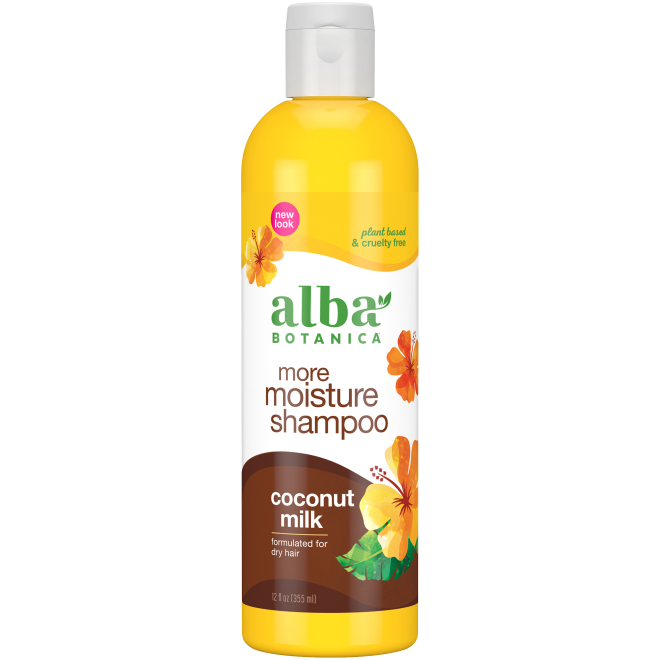 new
look
plant based
& cruelty free
alba
BOTANICA
more
moisture
shampoo
coconut
milk
formulated for
dry hair
12 fl oz (355 ml)